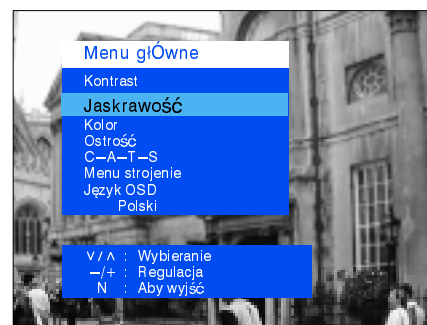 Menu głÓwne
Kontrast
Jaskrawość
Kolor
Ostrość
C–A–T–S
Menu strojenie
Język OSD
Polski
∨/∧ : Wybieranie
–/+ : Regulacja
N : Aby wyjść